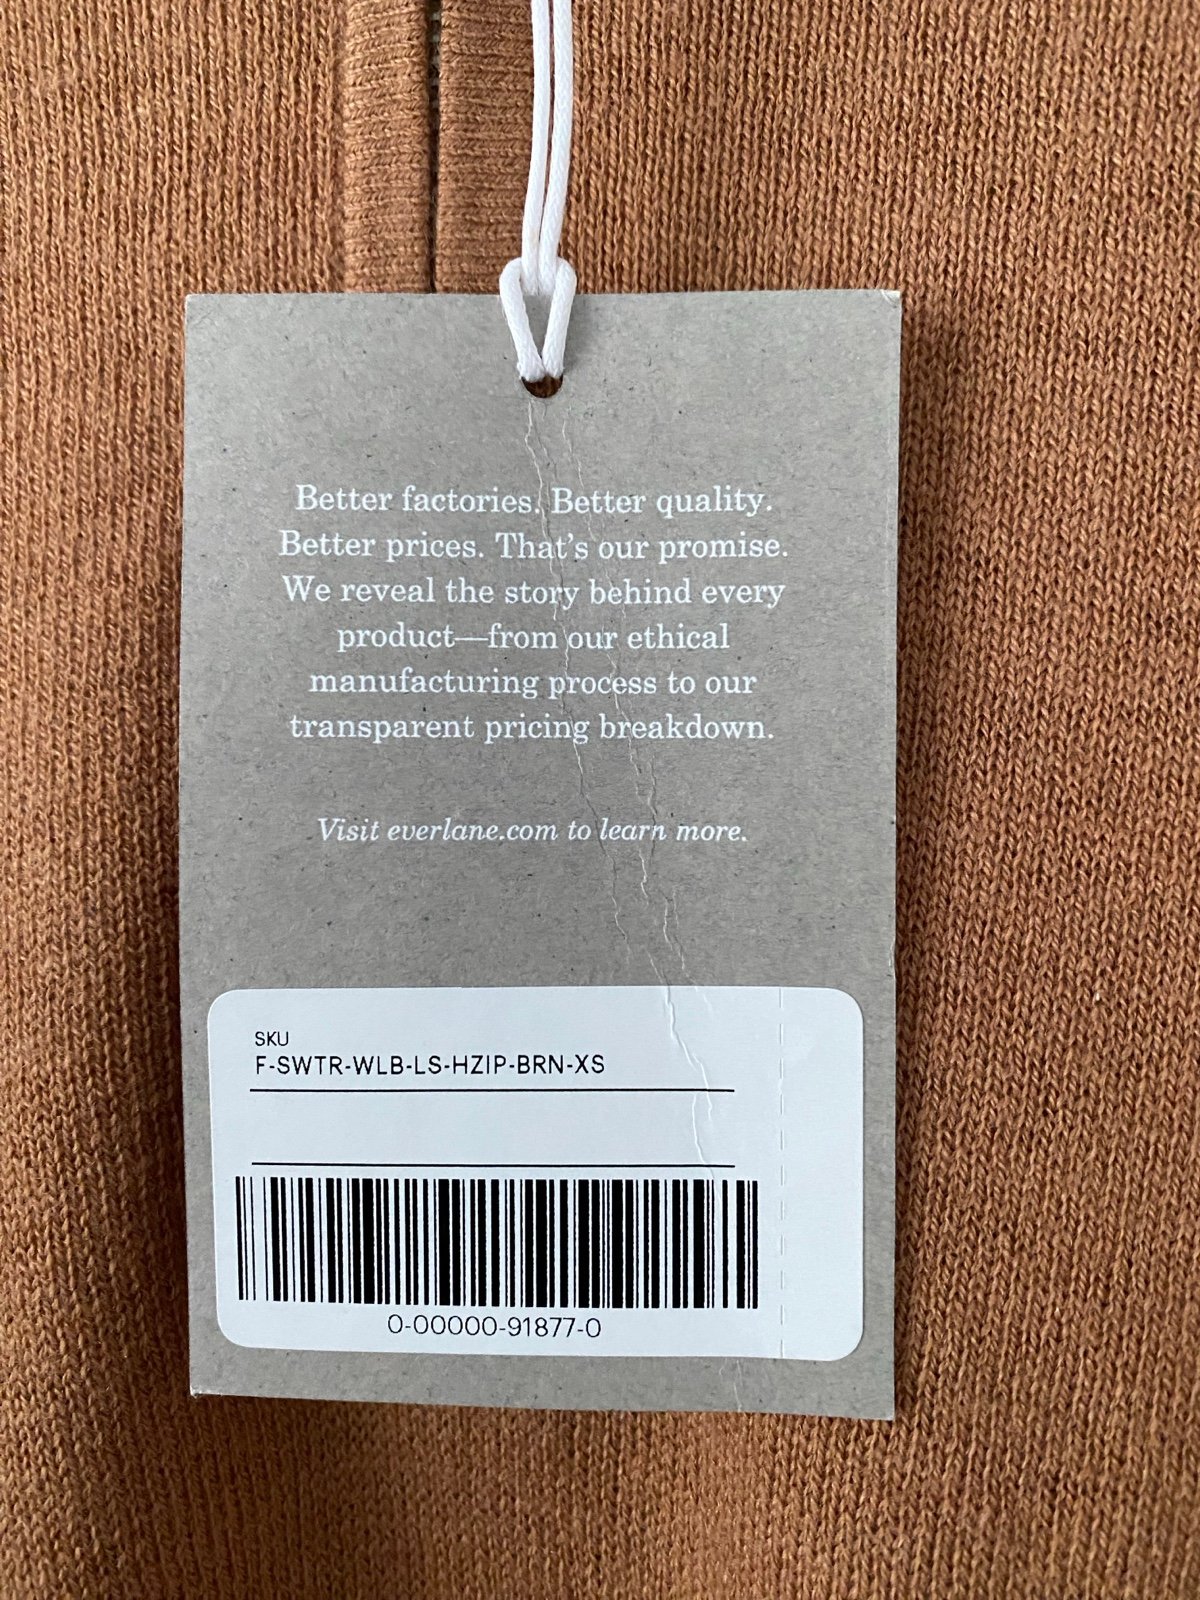 Better factories. Better quality.
Better prices. That's our promise.
We reveal the story behind every
product—from our ethical
manufacturing process to our
transparent pricing breakdown.
Visit everlane.com to learn more.
SKU
F-SWTR-WLB-LS-HZIP-BRN-XS
0-00000-91877-0